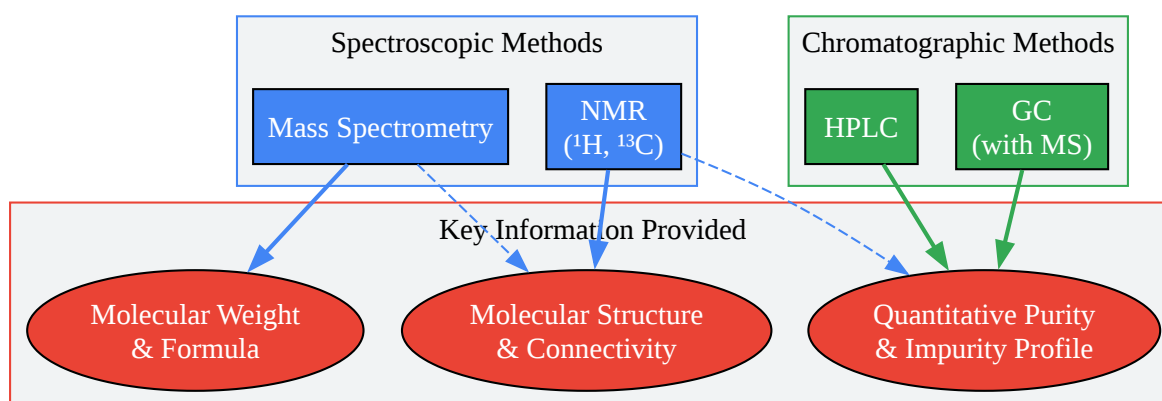 Spectroscopic Methods
Chromatographic Methods
Mass Spectrometry
NMR
(¹H, ¹³C)
HPLC
GC
(with MS)
Key Information Provided
Molecular Weight
& Formula
Molecular Structure
& Connectivity
Quantitative Purity
& Impurity Profile